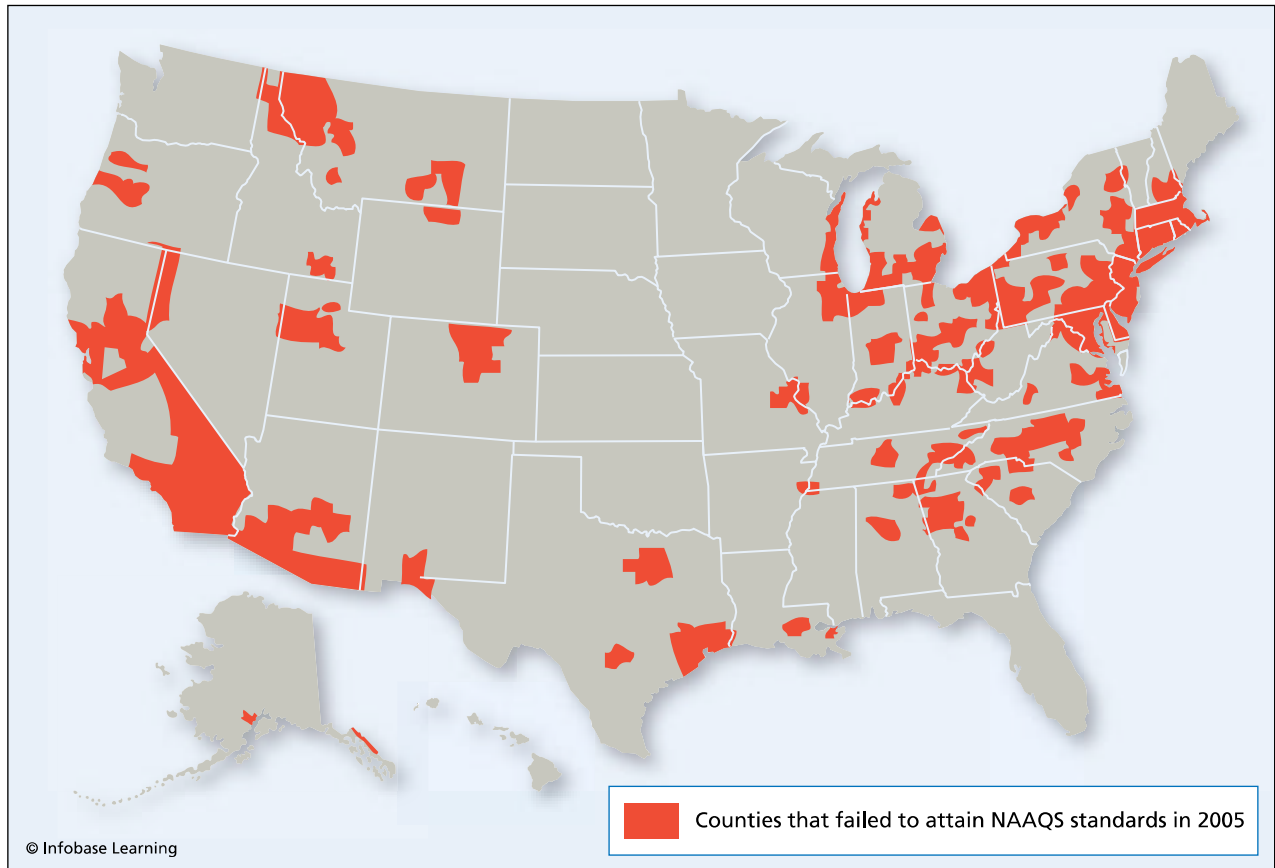 Counties that failed to attain NAAQS standards in 2005
© Infobase Learning